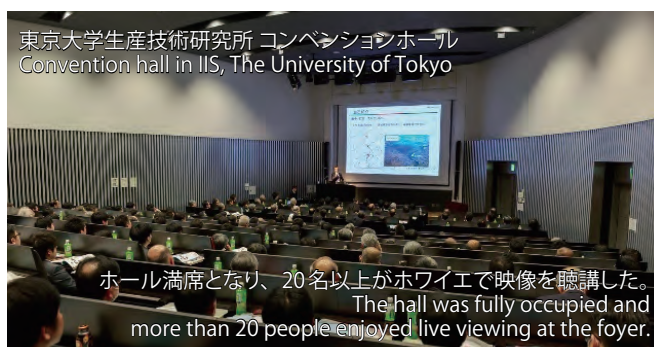 東京大学生産技術研究所 コンベンションホール
Convention hall in IIS, The University of Tokyo
ホール満席となり、20名以上がホワイエで映像を聴講した。
The hall was fully occupied and
more than 20 people enjoyed live viewing at the foyer.